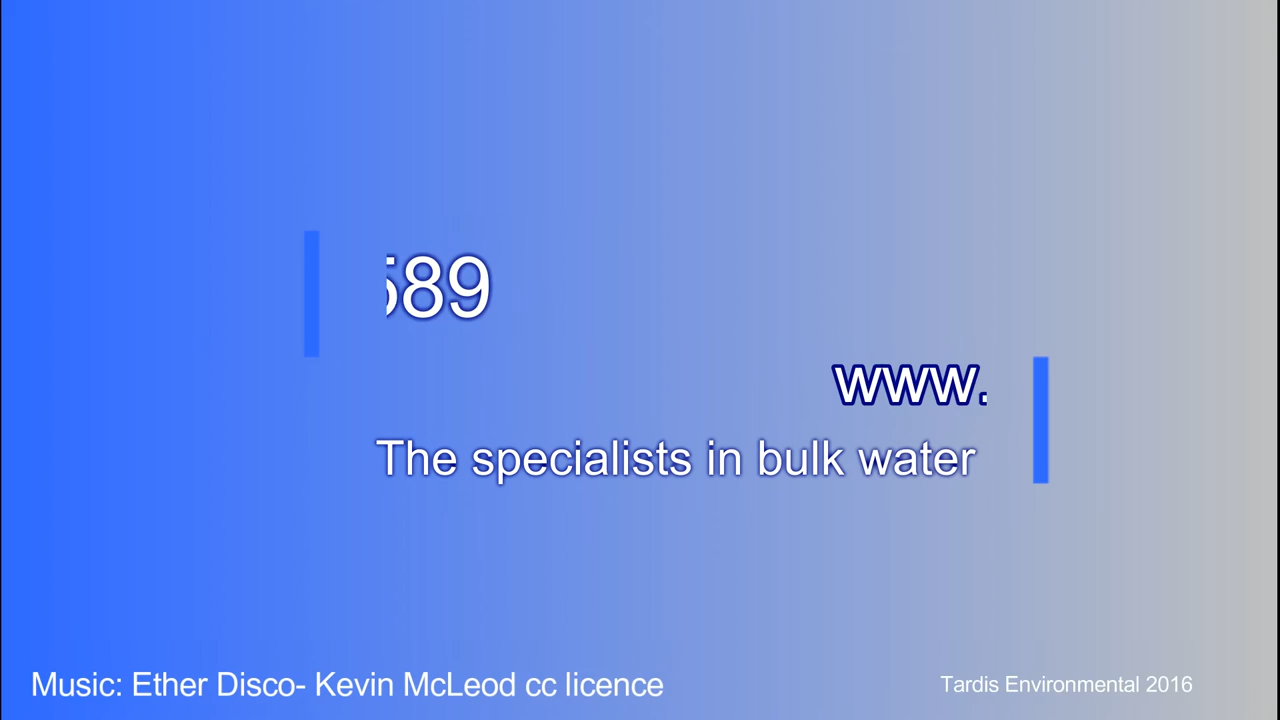 589
www.
The specialists in bulk water
Music: Ether Disco- Kevin McLeod cc licence
Tardis Environmental 2016